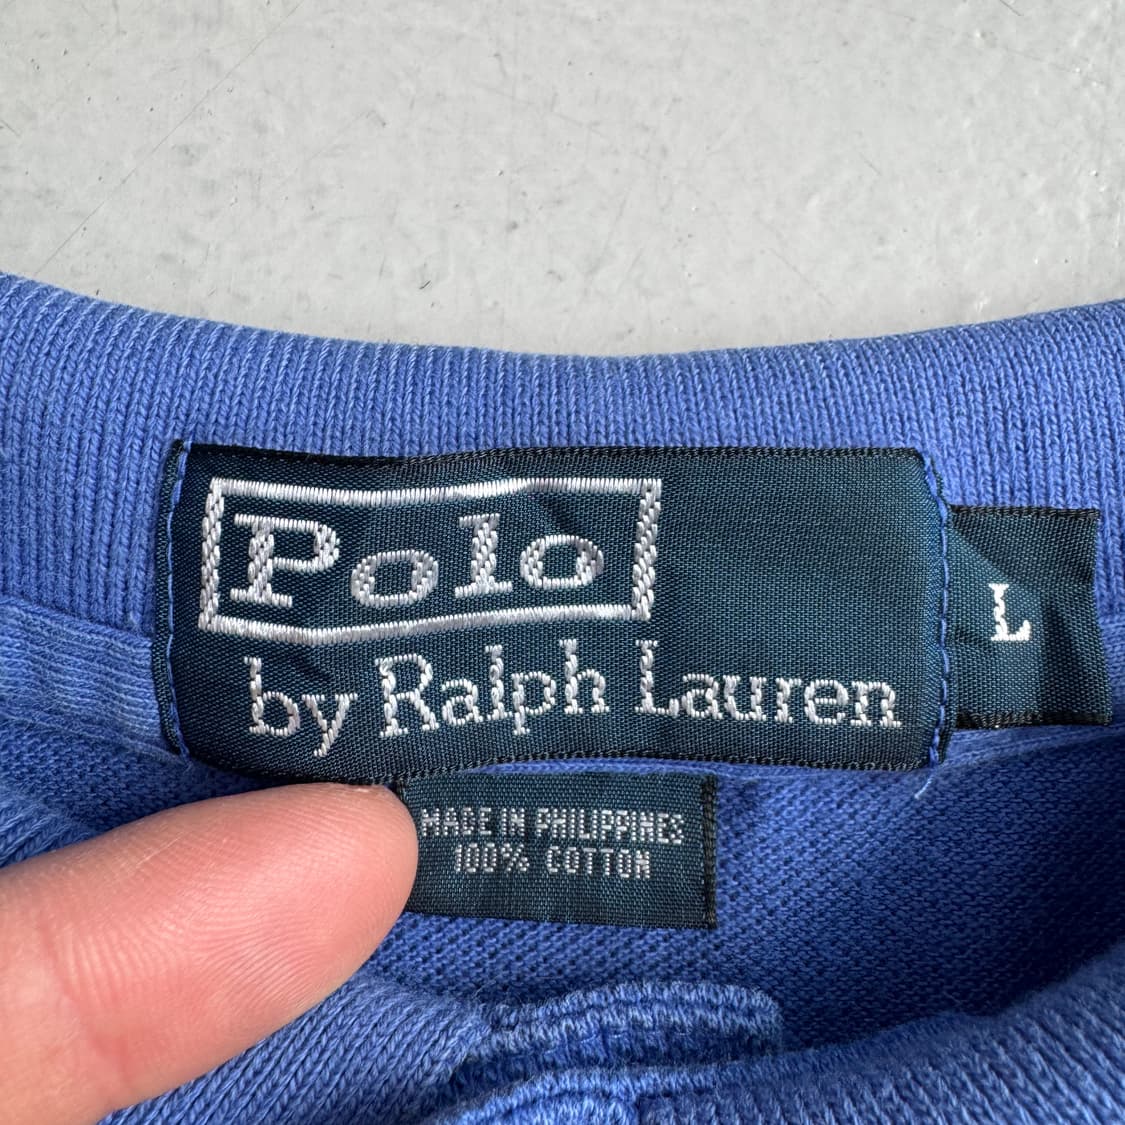 Polo
by Ralph Lauren
L
MADE IN PHILIPPINES
100% COTTON